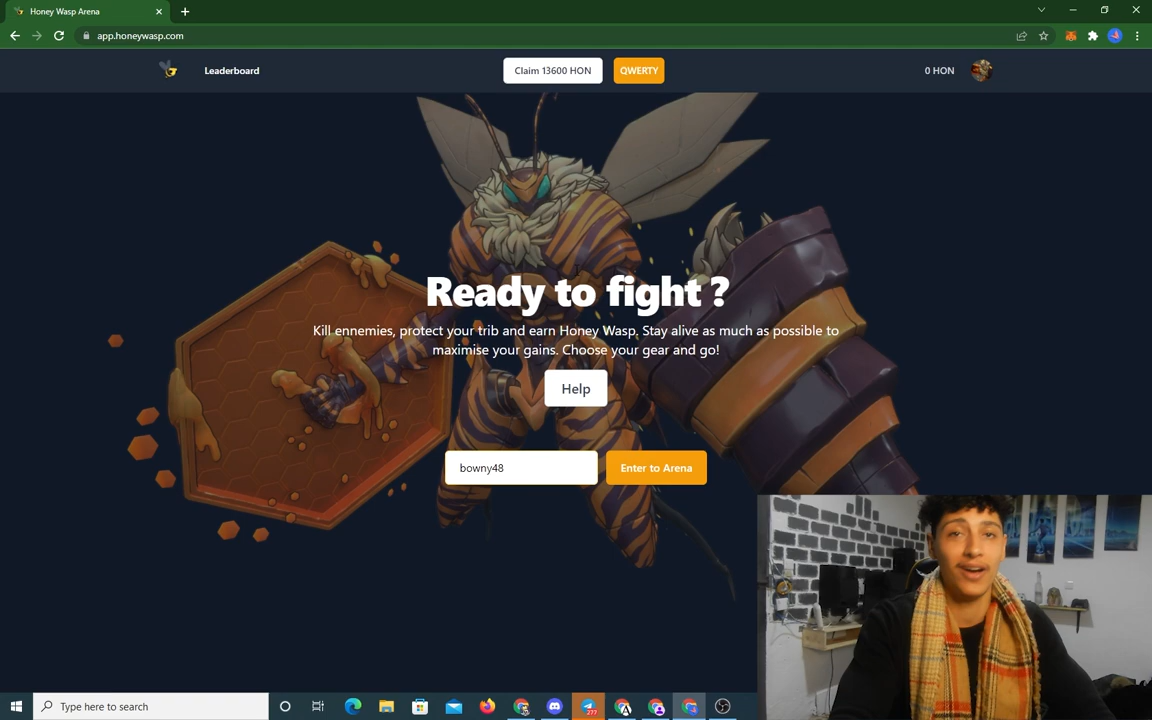 Honey Wasp Arena
app.honeywasp.com
Leaderboard
Claim 13600 HON
QWERTY
0 HON
Ready to fight ?
Kill ennemies, protect your trib and earn Honey Wasp. Stay alive as much as possible to
maximise your gains. Choose your gear and go!
Help
bowny48
Enter to Arena
Type here to search
277